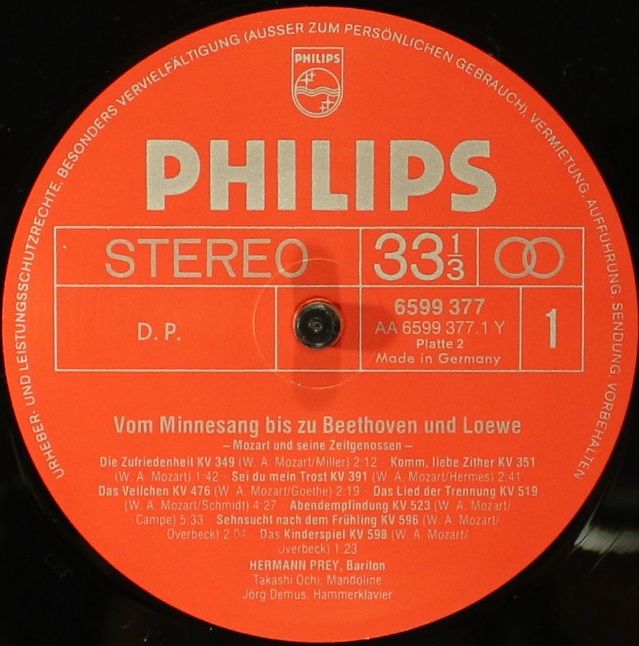 URHEBER- UND LEISTUNGSSCHUTZRECHTE, BESONDERS VERVIELFÄLTIGUNG (AUSSER ZUM PERSÖNLICHEN GEBRAUCH), VERMIETUNG, AUFFÜHRUNG, SENDUNG VORBEHALTEN
PHILIPS
PHILIPS
STEREO
33 1/3
D. P.
6599 377
AA 6599 377.1 Y
Platte 2
Made in Germany
1
Vom Minnesang bis zu Beethoven und Loewe
– Mozart und seine Zeitgenossen –
Die Zufriedenheit KV 349 (W. A. Mozart/Miller) 2:12 · Komm, liebe Zither KV 351
(W. A. Mozart) 1:42 · Sei du mein Trost KV 391 (W. A. Mozart/Hermes) 2:41
Das Veilchen KV 476 (W. A. Mozart/Goethe) 2:19 · Das Lied der Trennung KV 519
(W. A. Mozart/Schmidt) 4:27 · Abendempfindung KV 523 (W. A. Mozart/
Campe) 5:33 · Sehnsucht nach dem Frühling KV 596 (W. A. Mozart/
Overbeck) 2:04 · Das Kinderspiel KV 598 (W. A. Mozart/
Overbeck) 1:23
HERMANN PREY, Bariton
Takashi Ochi, Mandoline
Jörg Demus, Hammerklavier